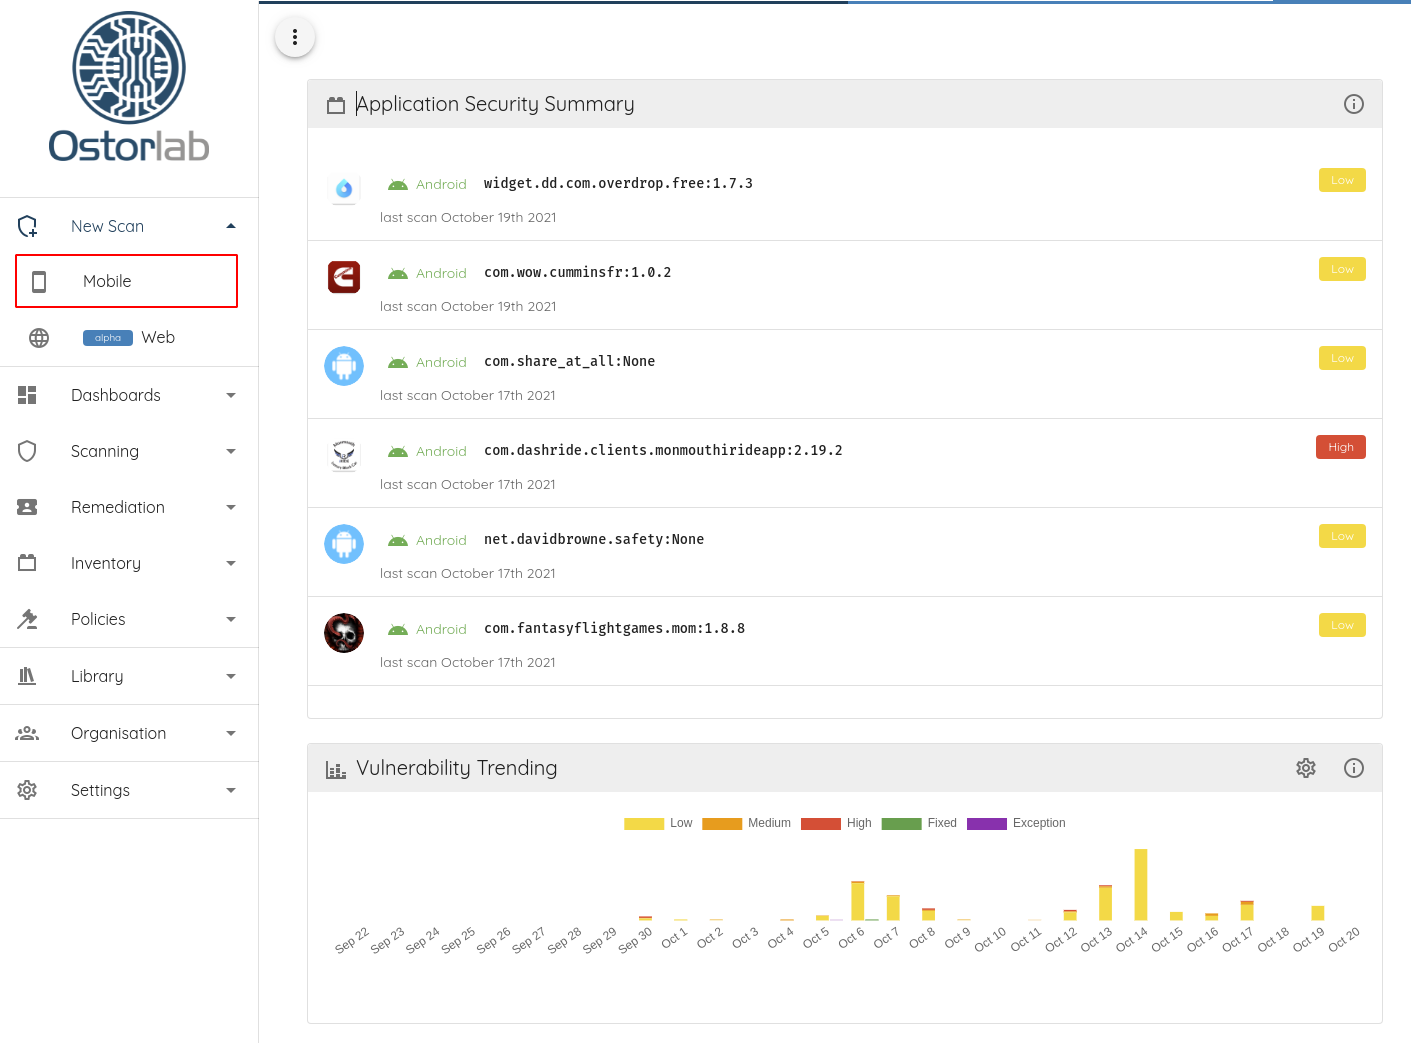 Ostorlab
New Scan
Mobile
alpha Web
Dashboards
Scanning
Remediation
Inventory
Policies
Library
Organisation
Settings
Application Security Summary
Android widget.dd.com.overdrop.free:1.7.3 Low
last scan October 19th 2021
Android com.wow.cumminsfr:1.0.2 Low
last scan October 19th 2021
Android com.share_at_all:None Low
last scan October 17th 2021
Android com.dashride.clients.monmouthirideapp:2.19.2 High
last scan October 17th 2021
Android net.davidbrowne.safety:None Low
last scan October 17th 2021
Android com.fantasyflightgames.mom:1.8.8 Low
last scan October 17th 2021
Vulnerability Trending
Low Medium High Fixed Exception
Sep 22 Sep 23 Sep 24 Sep 25 Sep 26 Sep 27 Sep 28 Sep 29 Sep 30 Oct 1 Oct 2 Oct 3 Oct 4 Oct 5 Oct 6 Oct 7 Oct 8 Oct 9 Oct 10 Oct 11 Oct 12 Oct 13 Oct 14 Oct 15 Oct 16 Oct 17 Oct 18 Oct 19 Oct 20